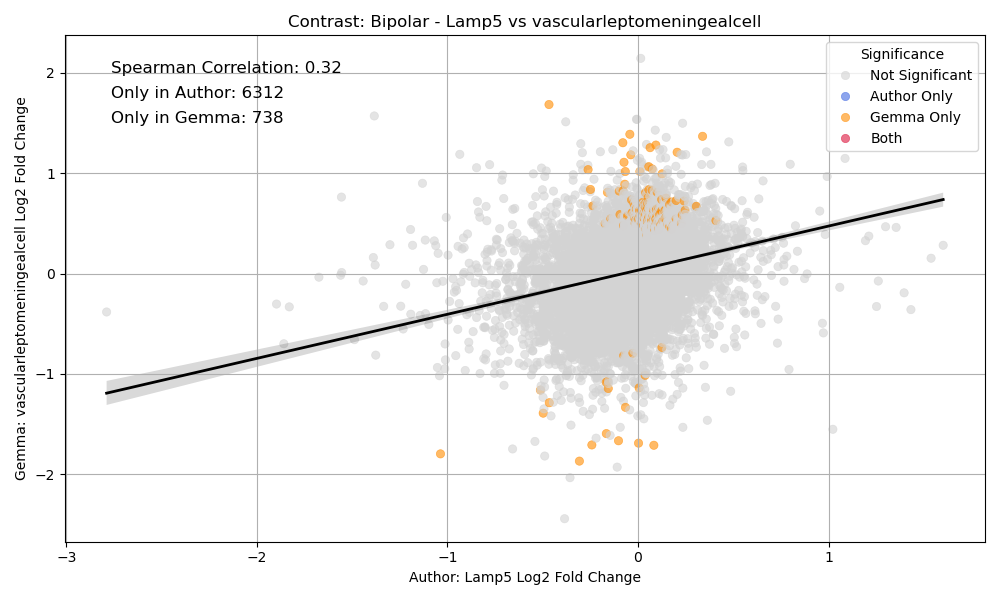 Contrast: Bipolar - Lamp5 vs vascularleptomeningealcell
Spearman Correlation: 0.32
Only in Author: 6312
Only in Gemma: 738
Significance
Not Significant
Author Only
Gemma Only
Both
Gemma: vascularleptomeningealcell Log2 Fold Change
2
1
0
−1
−2
−3
−2
−1
0
1
Author: Lamp5 Log2 Fold Change